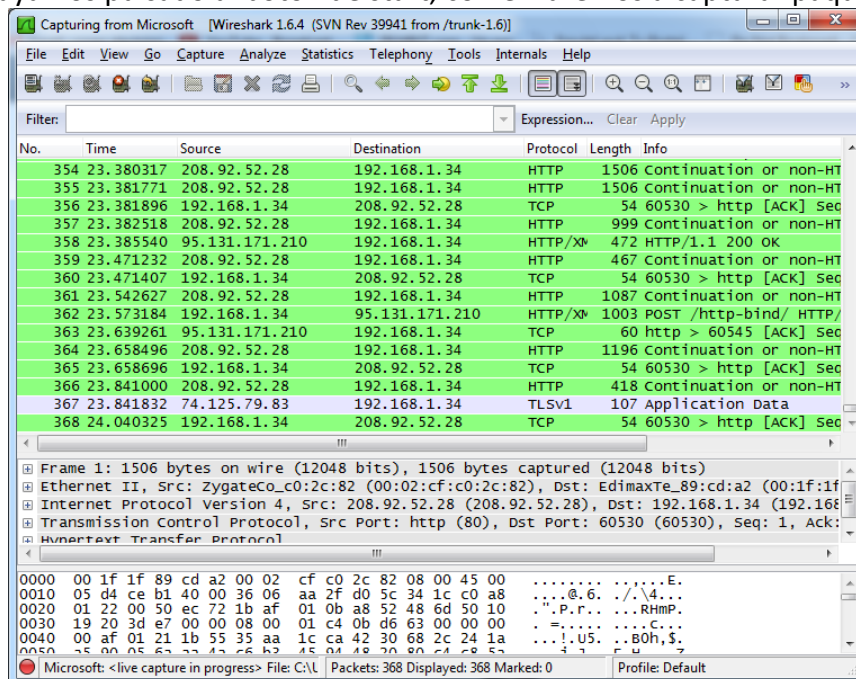 Capturing from Microsoft [Wireshark 1.6.4 (SVN Rev 39941 from /trunk-1.6)]
File Edit View Go Capture Analyze Statistics Telephony Tools Internals Help
Filter: Expression... Clear Apply
No. Time Source Destination Protocol Length Info
354 23.380317 208.92.52.28 192.168.1.34 HTTP 1506 Continuation or non-HT
355 23.381771 208.92.52.28 192.168.1.34 HTTP 1506 Continuation or non-HT
356 23.381896 192.168.1.34 208.92.52.28 TCP 54 60530 > http [ACK] Seq
357 23.382518 208.92.52.28 192.168.1.34 HTTP 999 Continuation or non-HT
358 23.385540 95.131.171.210 192.168.1.34 HTTP/XM 472 HTTP/1.1 200 OK
359 23.471232 208.92.52.28 192.168.1.34 HTTP 467 Continuation or non-HT
360 23.471407 192.168.1.34 208.92.52.28 TCP 54 60530 > http [ACK] Seq
361 23.542627 208.92.52.28 192.168.1.34 HTTP 1087 Continuation or non-HT
362 23.573184 192.168.1.34 95.131.171.210 HTTP/XM 1003 POST /http-bind/ HTTP/
363 23.639261 95.131.171.210 192.168.1.34 TCP 60 http > 60545 [ACK] Seq
364 23.658496 208.92.52.28 192.168.1.34 HTTP 1196 Continuation or non-HT
365 23.658696 192.168.1.34 208.92.52.28 TCP 54 60530 > http [ACK] Seq
366 23.841000 208.92.52.28 192.168.1.34 HTTP 418 Continuation or non-HT
367 23.841832 74.125.79.83 192.168.1.34 TLSv1 107 Application Data
368 24.040325 192.168.1.34 208.92.52.28 TCP 54 60530 > http [ACK] Seq
Frame 1: 1506 bytes on wire (12048 bits), 1506 bytes captured (12048 bits)
Ethernet II, Src: ZygateCo_c0:2c:82 (00:02:cf:c0:2c:82), Dst: EdimaxTe_89:cd:a2 (00:1f:1f
Internet Protocol Version 4, Src: 208.92.52.28 (208.92.52.28), Dst: 192.168.1.34 (192.168
Transmission Control Protocol, Src Port: http (80), Dst Port: 60530 (60530), Seq: 1, Ack:
Hypertext Transfer Protocol
0000 00 1f 1f 89 cd a2 00 02 cf c0 2c 82 08 00 45 00 ........ ..,...E.
0010 05 d4 ce b1 40 00 36 06 aa 2f d0 5c 34 1c c0 a8 ....@.6. ./.\4...
0020 01 22 00 50 ec 72 1b af 01 0b a8 52 48 6d 50 10 .".P.r.. ...RHmP.
0030 19 20 3d e7 00 00 08 00 01 c4 0b d6 63 00 00 00 . =..... ....c...
0040 00 af 01 21 1b 55 35 aa 1c ca 42 30 68 2c 24 1a ...!.U5. ..B0h,$.
Microsoft: <live capture in progress> File: C:\ Packets: 368 Displayed: 368 Marked: 0 Profile: Default